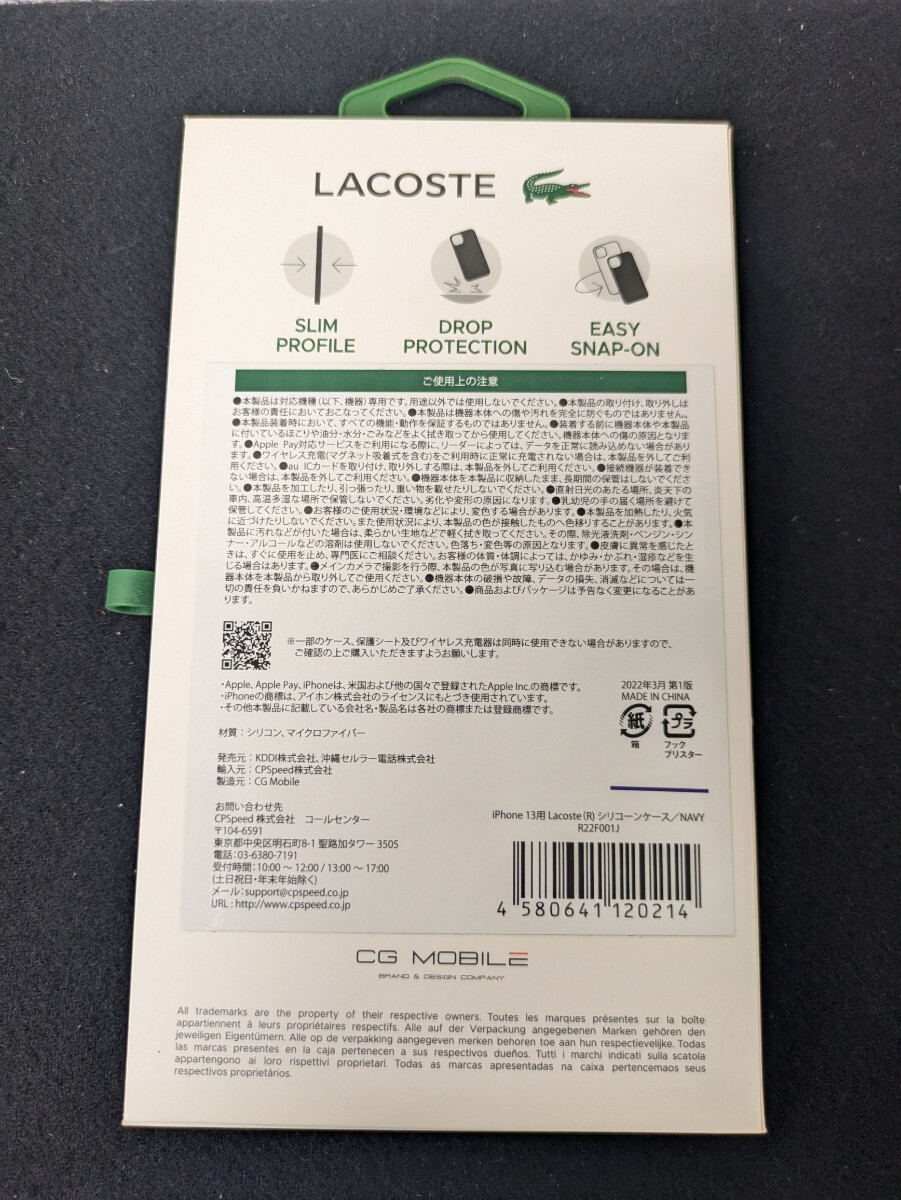 LACOSTE
SLIM
PROFILE
DROP
PROTECTION
EASY
SNAP-ON
ご使用上の注意
●本製品は対応機種（以下、機器）専用です。用途以外では使用しないでください。●本製品の取り付け、取り外しは
お客様の責任においておこなってください。●本製品は機器本体への傷や汚れを完全に防ぐものではありません。
●本製品装着時において、すべての機能・動作を保証するものではありません。●装着する前に機器本体や本製品
に付いているほこりや油分・水分・ごみなどをよく拭き取ってから使用してください。機器本体への傷の原因となりま
す。●Apple Pay対応サービスをご利用になる際に、リーダーによっては、データを正常に読み込めない場合があり
ます。●ワイヤレス充電（マグネット吸着式を含む）をご利用時に正常に充電されない場合は、本製品を外してご利
用ください。●au ICカードを取り付け、取り外しする際は、本製品を外してご利用ください。●接続機器が装着でき
ない場合は、本製品を外してご利用ください。●機器本体を本製品に収納したまま、長期間の保管はしないでくださ
い。●本製品を加工したり、引っ張ったり、重い物を載せたりしないでください。●直射日光のあたる場所、炎天下の
車内、高温多湿な場所で保管しないでください。劣化や変形の原因になります。●乳幼児の手の届く場所を避けて
保管してください。●お客様のご使用状況・環境などにより、変色する場合があります。●本製品を加熱したり、火気
に近づけたりしないでください。また使用状況により、本製品の色が接触したものへ色移りすることがあります。●本
製品に汚れなどが付いた場合は、柔らかい生地などで軽く拭き取ってください。その際、除光液洗剤・ベンジン・シン
ナー・アルコールなどの溶剤は使用しないでください。色落ち・変色等の原因となります。●皮膚に異常を感じたと
きは、すぐに使用を止め、専門医にご相談ください。お客様の体質・体調によっては、かゆみ・かぶれ・湿疹などを生
じる場合があります。●メインカメラで撮影を行う際、本製品の色が写真に写り込む場合があります。その場合は、機
器本体を本製品から取り外してご使用ください。●機器本体の破損や故障、データの損失、消滅などについては一
切の責任を負いかねますので、あらかじめご了承ください。●商品およびパッケージは予告なく変更になることがあ
ります。
※一部のケース、保護シート及びワイヤレス充電器は同時に使用できない場合がありますので、
ご確認の上ご購入いただきますようお願いします。
・Apple、Apple Pay、iPhoneは、米国および他の国々で登録されたApple Inc.の商標です。
・iPhoneの商標は、アイホン株式会社のライセンスにもとづき使用されています。
・その他本製品に記載している会社名・製品名は各社の商標または登録商標です。
2022年3月 第1版
MADE IN CHINA
紙 プラ
箱 フック
ブリスター
材質：シリコン、マイクロファイバー
発売元：KDDI株式会社、沖縄セルラー電話株式会社
輸入元：CPSpeed株式会社
製造元：CG Mobile
お問い合わせ先
CPSpeed 株式会社 コールセンター
〒104-6591
東京都中央区明石町8-1 聖路加タワー 3505
電話：03-6380-7191
受付時間：10:00 ～ 12:00 / 13:00 ～ 17:00
(土日祝日・年末年始除く)
メール：support@cpspeed.co.jp
URL：http://www.cpspeed.co.jp
iPhone 13用 Lacoste（R）シリコーンケース／NAVY
R22F001J
4 580641 120214
CG MOBILE
BRAND & DESIGN COMPANY
All trademarks are the property of their respective owners. Toutes les marques présentes sur la boîte
appartiennent à leurs propriétaires respectifs. Alle auf der Verpackung angegebenen Marken gehören den
jeweiligen Eigentümern. Alle op de verpakking aangegeven merken behoren toe aan hun respectievelijke. Todas
las marcas presentes en la caja pertenecen a sus respectivos dueños. Tutti i marchi indicati sulla scatola
appartengono ai loro rispettivi proprietari. Todas as marcas apresentadas na caixa pertencemaos seus
respectivos proprietários.